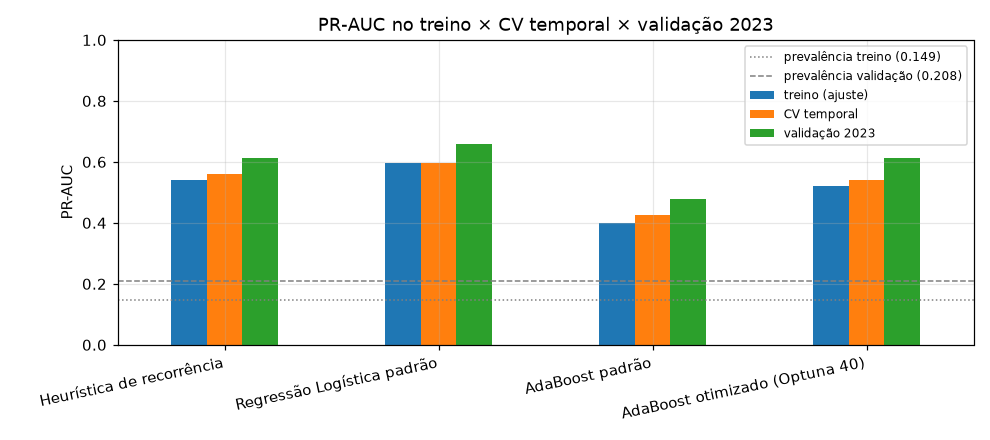 PR-AUC no treino × CV temporal × validação 2023
1.0
0.8
0.6
0.4
0.2
0.0
PR-AUC
prevalência treino (0.149)
prevalência validação (0.208)
treino (ajuste)
CV temporal
validação 2023
Heurística de recorrência
Regressão Logística padrão
AdaBoost padrão
AdaBoost otimizado (Optuna 40)